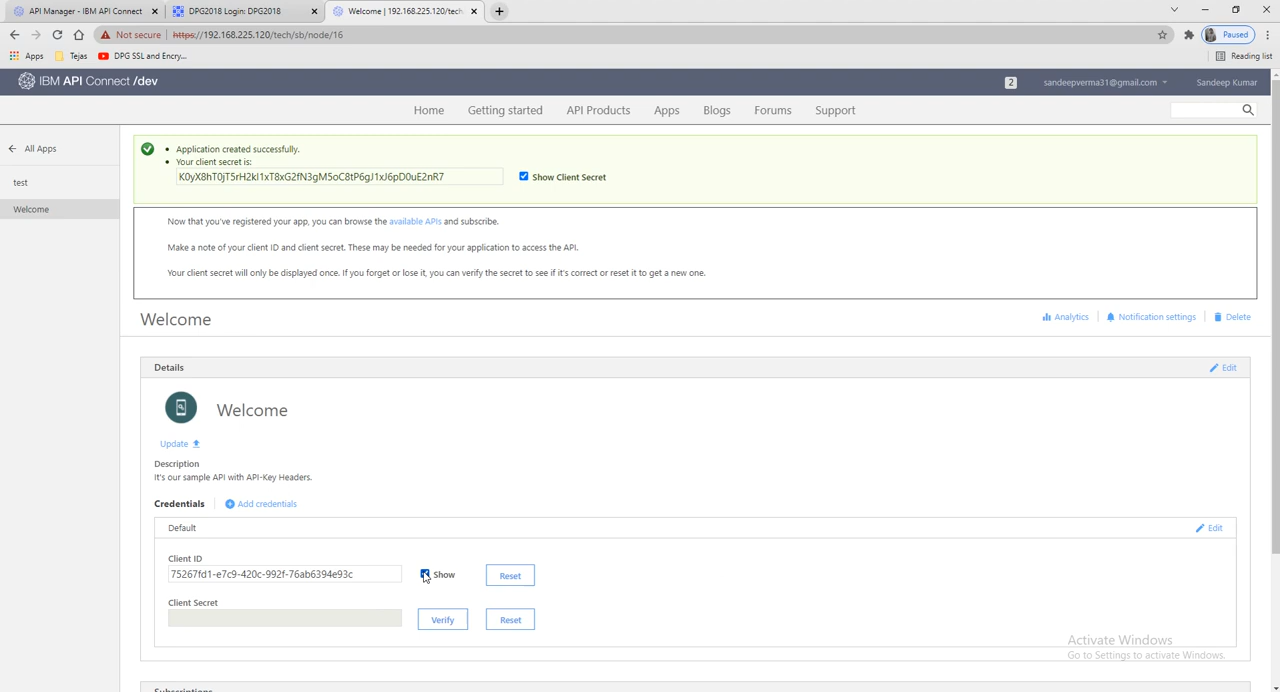 API Manager - IBM API Connect
DPG2018 Login: DPG2018
Welcome | 192.168.225.120/tech
Not secure | https://192.168.225.120/tech/sb/node/16
Paused
Apps
Tejas
DPG SSL and Encry...
Reading list
IBM API Connect /dev
2
sandeepverma31@gmail.com
Sandeep Kumar
Home
Getting started
API Products
Apps
Blogs
Forums
Support
All Apps
test
Welcome
Application created successfully.
Your client secret is:
K0yX8hT0jT5rH2kI1xT8xG2fN3gM5oC8tP6gJ1xJ6pD0uE2nR7
Show Client Secret
Now that you've registered your app, you can browse the available APIs and subscribe.
Make a note of your client ID and client secret. These may be needed for your application to access the API.
Your client secret will only be displayed once. If you forget or lose it, you can verify the secret to see if it's correct or reset it to get a new one.
Welcome
Analytics
Notification settings
Delete
Details
Edit
Welcome
Update
Description
It's our sample API with API-Key Headers.
Credentials
Add credentials
Default
Edit
Client ID
75267fd1-e7c9-420c-992f-76ab6394e93c
Show
Reset
Client Secret
Verify
Reset
Activate Windows
Go to Settings to activate Windows.
Subscriptions